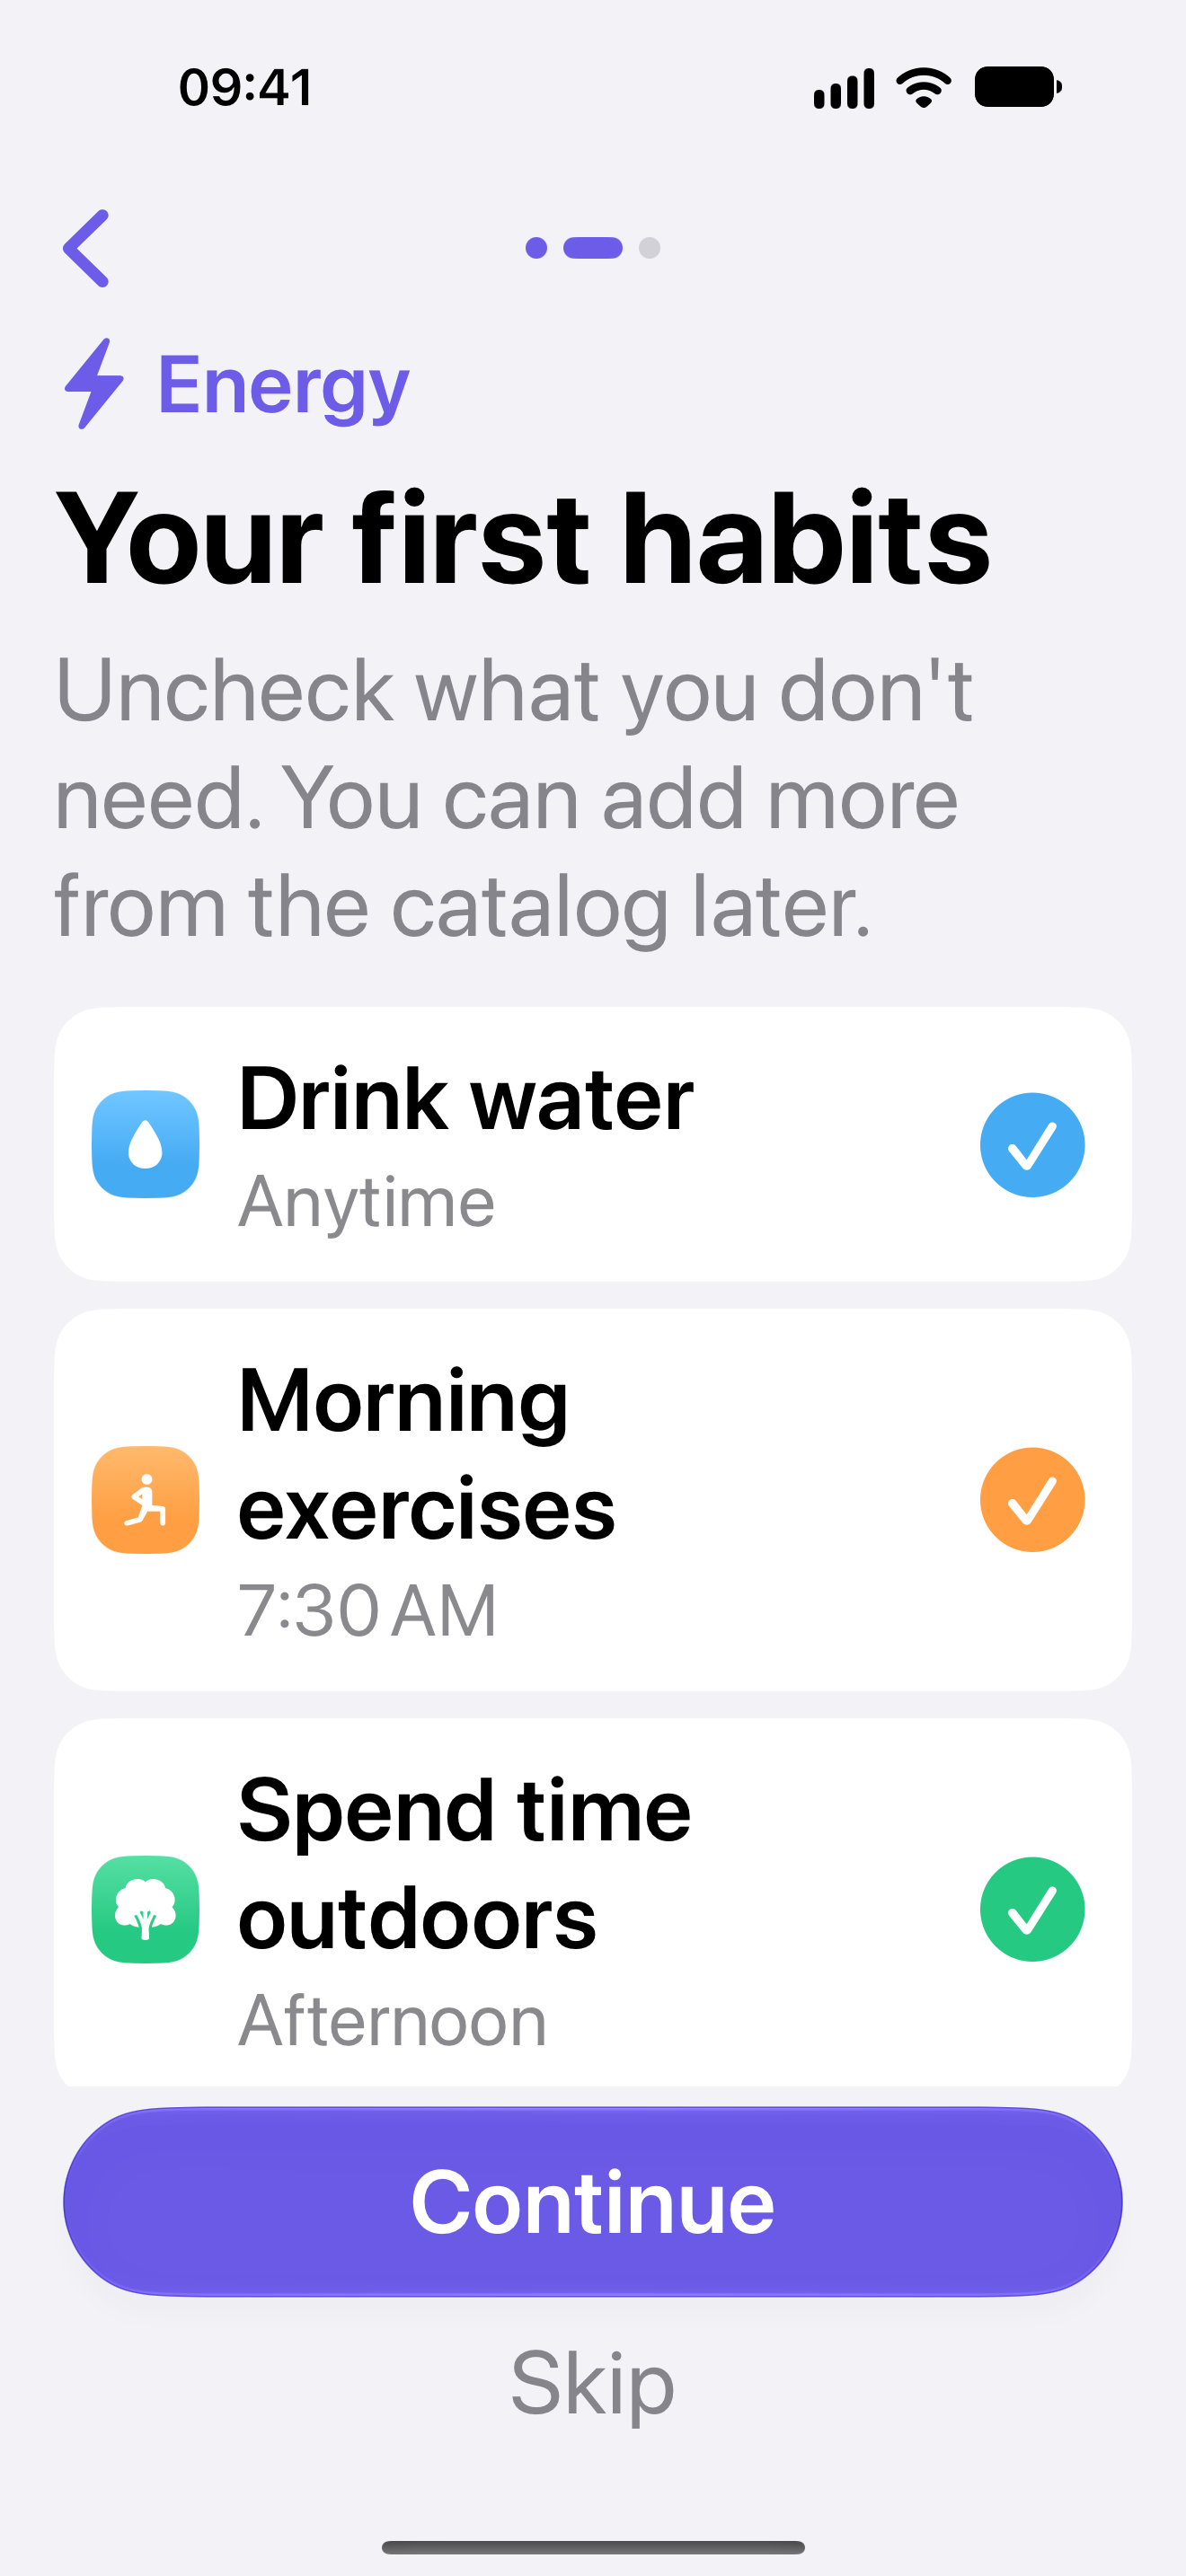 09:41
Energy
Your first habits
Uncheck what you don't
need. You can add more
from the catalog later.
Drink water
Anytime
Morning
exercises
7:30 AM
Spend time
outdoors
Afternoon
Continue
Skip